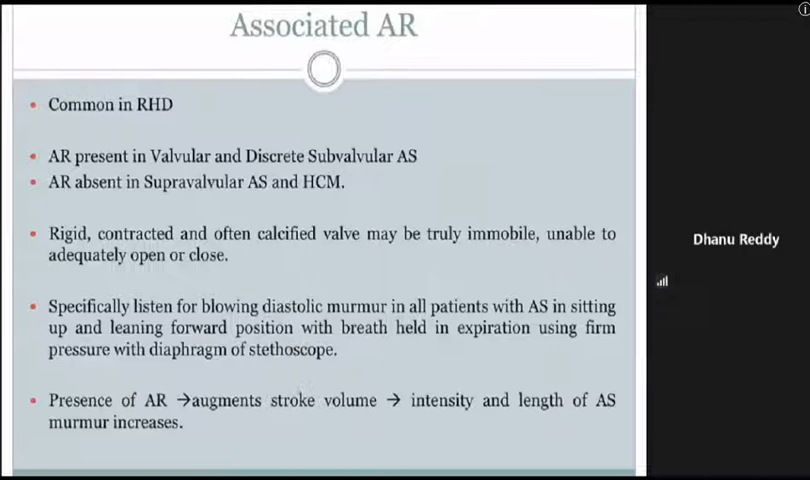 Associated AR
• Common in RHD
• AR present in Valvular and Discrete Subvalvular AS
• AR absent in Supravalvular AS and HCM.
• Rigid, contracted and often calcified valve may be truly immobile, unable to
adequately open or close.
• Specifically listen for blowing diastolic murmur in all patients with AS in sitting
up and leaning forward position with breath held in expiration using firm
pressure with diaphragm of stethoscope.
• Presence of AR →augments stroke volume → intensity and length of AS
murmur increases.
Dhanu Reddy